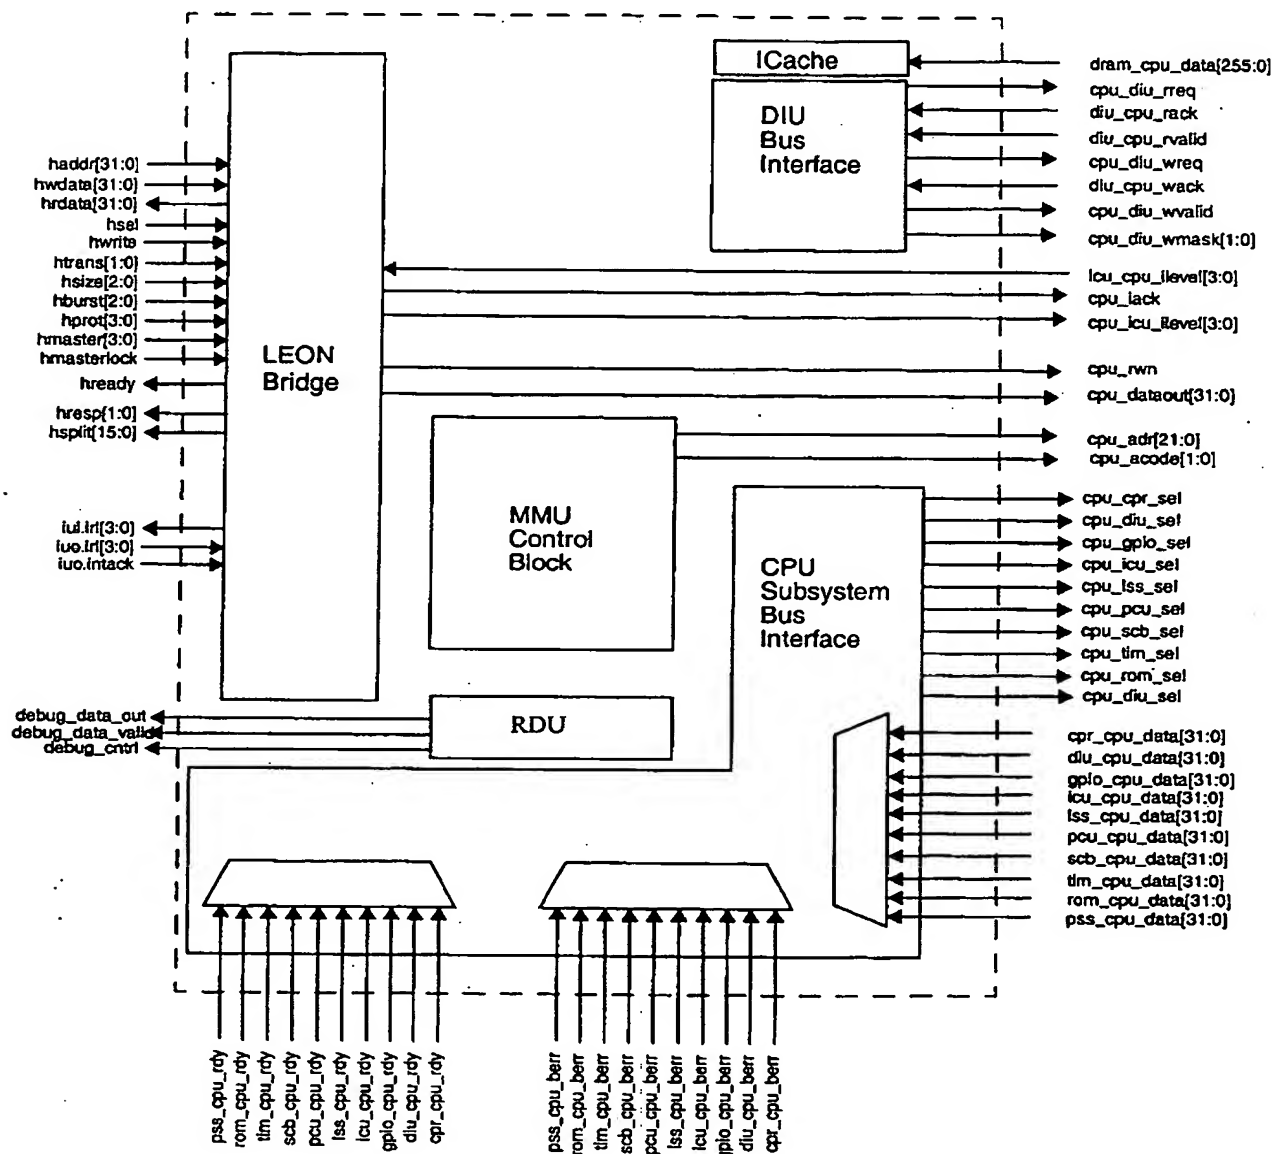 ICache
DIU
Bus
Interface
dram_cpu_data[255:0]
cpu_diu_rreq
diu_cpu_rack
diu_cpu_rvalid
cpu_diu_wreq
diu_cpu_wack
cpu_diu_wvalid
cpu_diu_wmask[1:0]
haddr[31:0]
hwdata[31:0]
hrdata[31:0]
hsel
hwrite
htrans[1:0]
hsize[2:0]
hburst[2:0]
hprot[3:0]
hmaster[3:0]
hmasterlock
hready
hresp[1:0]
hsplit[15:0]
iui.irl[3:0]
iuo.irl[3:0]
iuo.intack
LEON
Bridge
icu_cpu_ilevel[3:0]
cpu_iack
cpu_icu_ilevel[3:0]
cpu_rwn
cpu_dataout[31:0]
cpu_adr[21:0]
cpu_acode[1:0]
MMU
Control
Block
CPU
Subsystem
Bus
Interface
cpu_cpr_sel
cpu_diu_sel
cpu_gpio_sel
cpu_icu_sel
cpu_lss_sel
cpu_pcu_sel
cpu_scb_sel
cpu_tim_sel
cpu_rom_sel
cpu_diu_sel
debug_data_out
debug_data_valid
debug_cntrl
RDU
cpr_cpu_data[31:0]
diu_cpu_data[31:0]
gpio_cpu_data[31:0]
icu_cpu_data[31:0]
lss_cpu_data[31:0]
pcu_cpu_data[31:0]
scb_cpu_data[31:0]
tim_cpu_data[31:0]
rom_cpu_data[31:0]
pss_cpu_data[31:0]
pss_cpu_rdy
rom_cpu_rdy
tim_cpu_rdy
scb_cpu_rdy
pcu_cpu_rdy
lss_cpu_rdy
icu_cpu_rdy
gpio_cpu_rdy
diu_cpu_rdy
cpr_cpu_rdy
pss_cpu_berr
rom_cpu_berr
tim_cpu_berr
scb_cpu_berr
pcu_cpu_berr
lss_cpu_berr
icu_cpu_berr
gpio_cpu_berr
diu_cpu_berr
cpr_cpu_berr